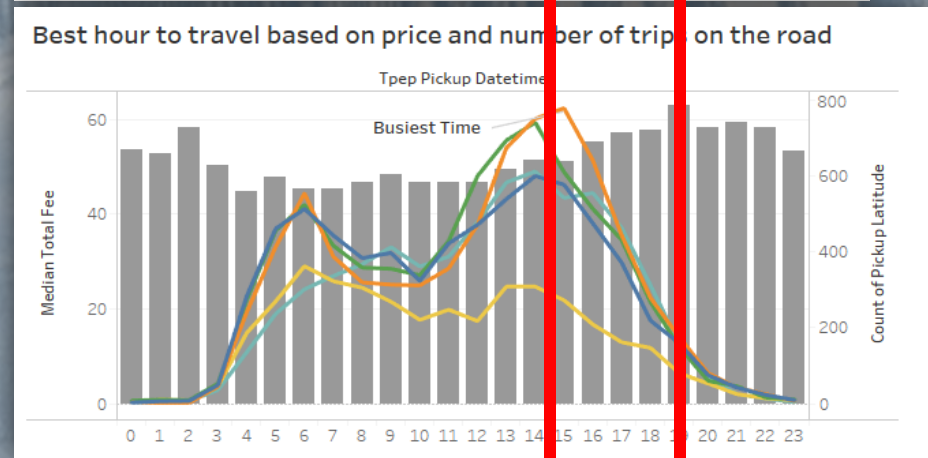 Best hour to travel based on price and number of trips on the road
Tpep Pickup Datetime
Busiest Time
Median Total Fee
60
40
20
0
Count of Pickup Latitude
800
600
400
200
0
0 1 2 3 4 5 6 7 8 9 10 11 12 13 14 15 16 17 18 19 20 21 22 23